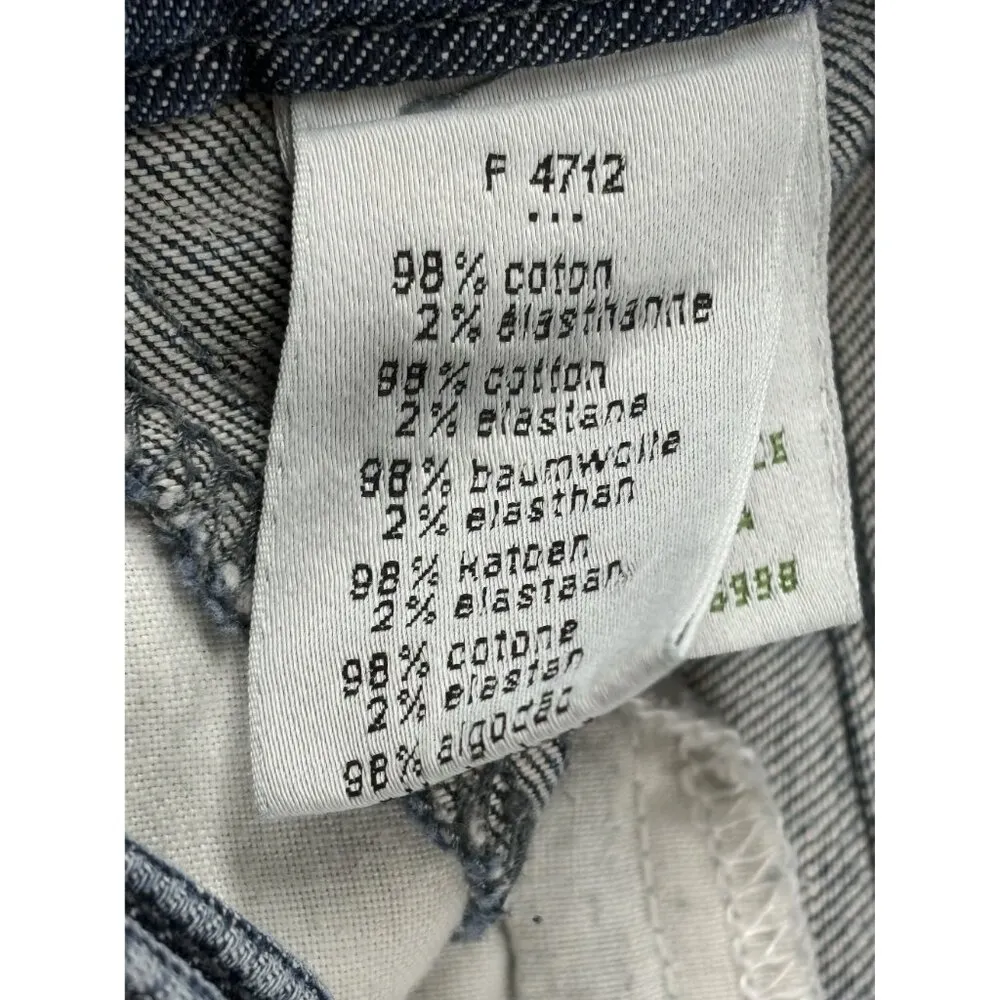 F 4712
...
98% coton
2% élasthanne
98% cotton
2% elastane
98% baumwolle
2% elasthan
98% katoen
2% elastaan
98% cotone
2% elastan
98% algodão
6998